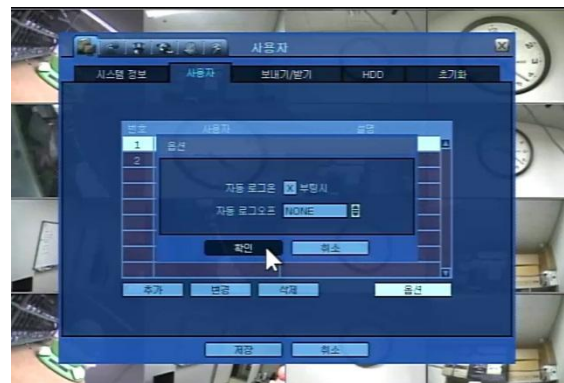 사용자
시스템 정보 사용자 보내기/받기 HDD 초기화
번호 사용자 설명
1 옵션
2
자동 로그온 X 부팅시
자동 로그오프 NONE
확인 취소
추가 변경 삭제 옵션
저장 취소